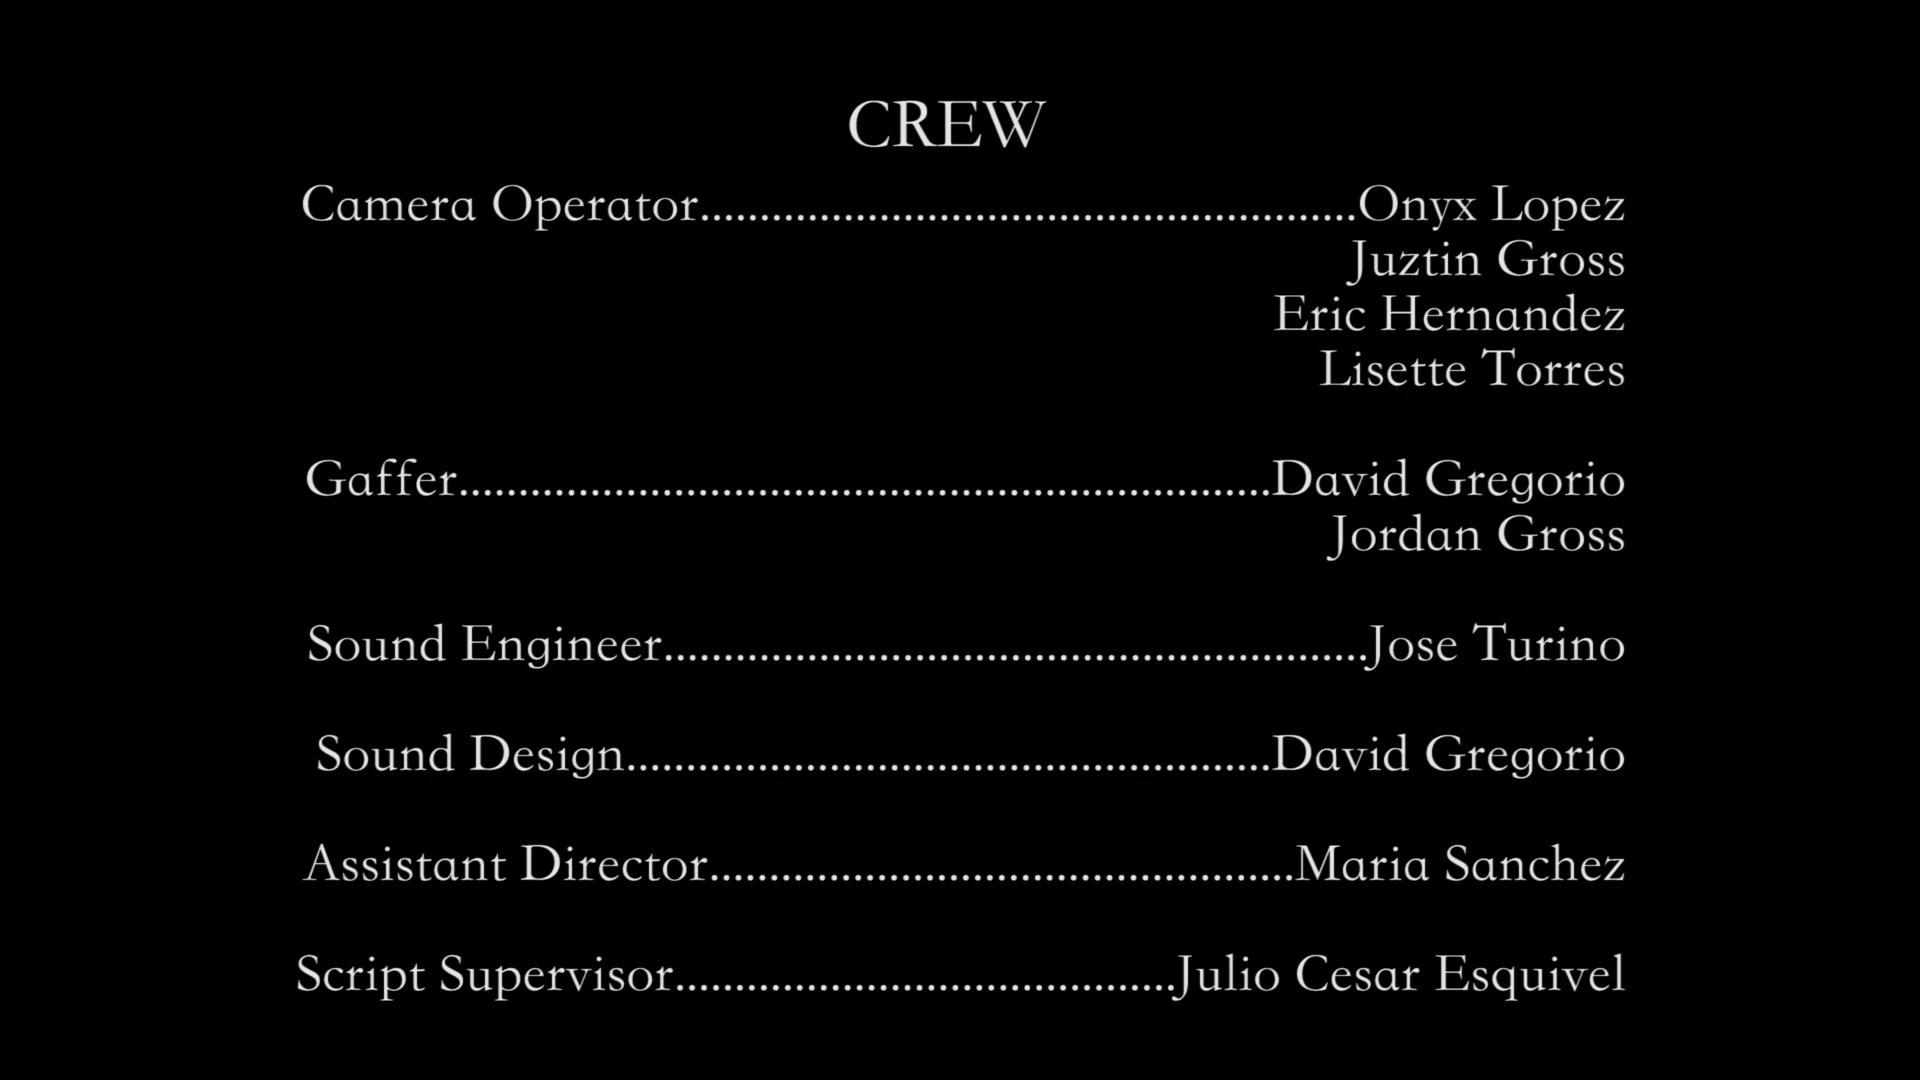 CREW
Camera Operator.......................................................Onyx Lopez
Juztin Gross
Eric Hernandez
Lisette Torres
Gaffer....................................................................David Gregorio
Jordan Gross
Sound Engineer...........................................................Jose Turino
Sound Design......................................................David Gregorio
Assistant Director.................................................Maria Sanchez
Script Supervisor..........................................Julio Cesar Esquivel